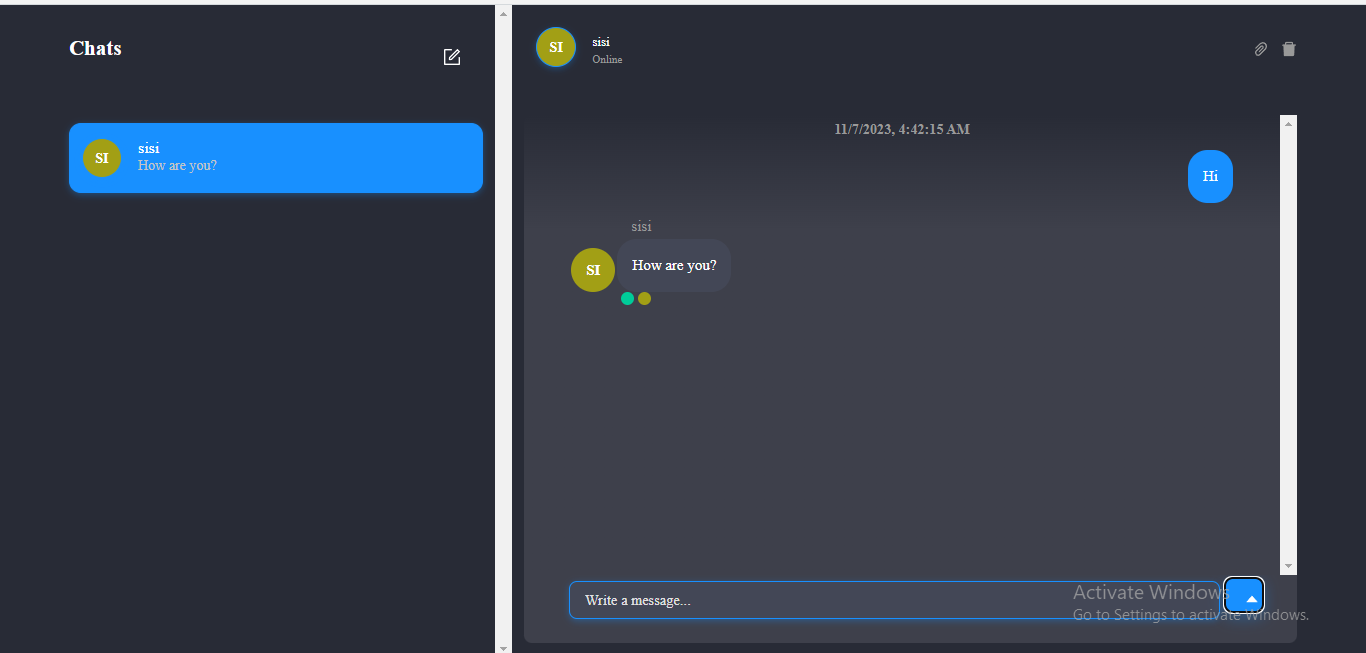 Chats
SI
sisi
How are you?
SI
sisi
Online
11/7/2023, 4:42:15 AM
Hi
sisi
SI
How are you?
Write a message...
Activate Windows
Go to Settings to activate Windows.